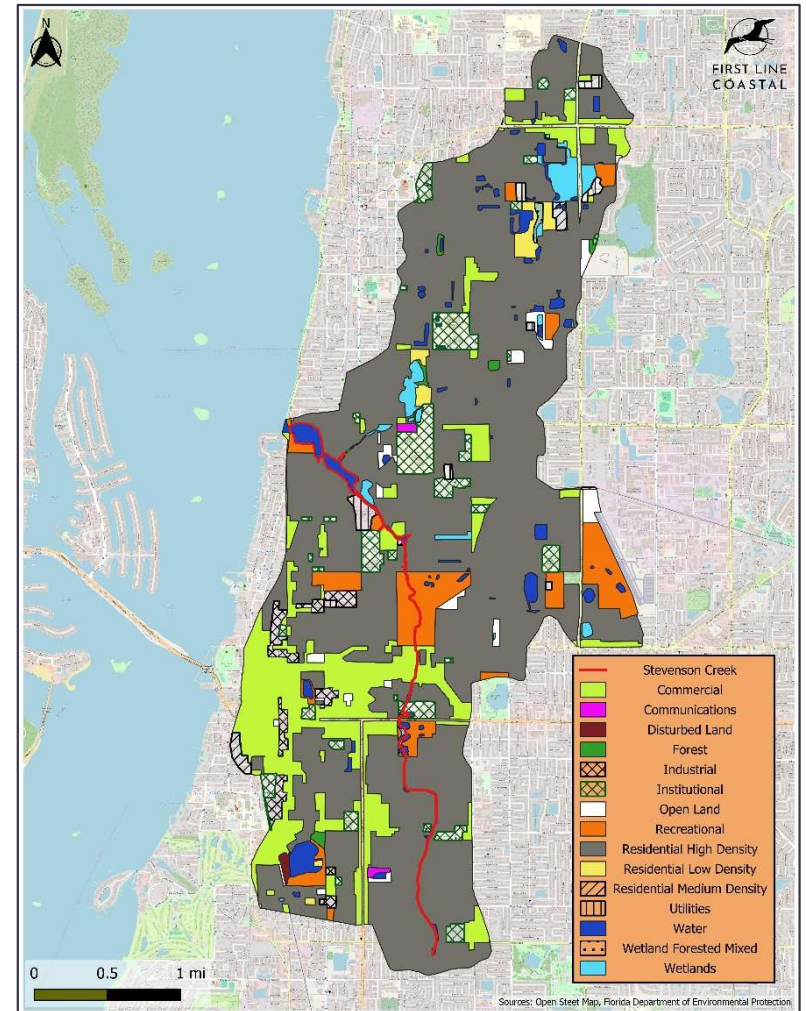 N
FIRST LINE
COASTAL
Stevenson Creek
Commercial
Communications
Disturbed Land
Forest
Industrial
Institutional
Open Land
Recreational
Residential High Density
Residential Low Density
Residential Medium Density
Utilities
Water
Wetland Forested Mixed
Wetlands
0 0.5 1 mi
Sources: Open Steet Map, Florida Department of Environmental Protection